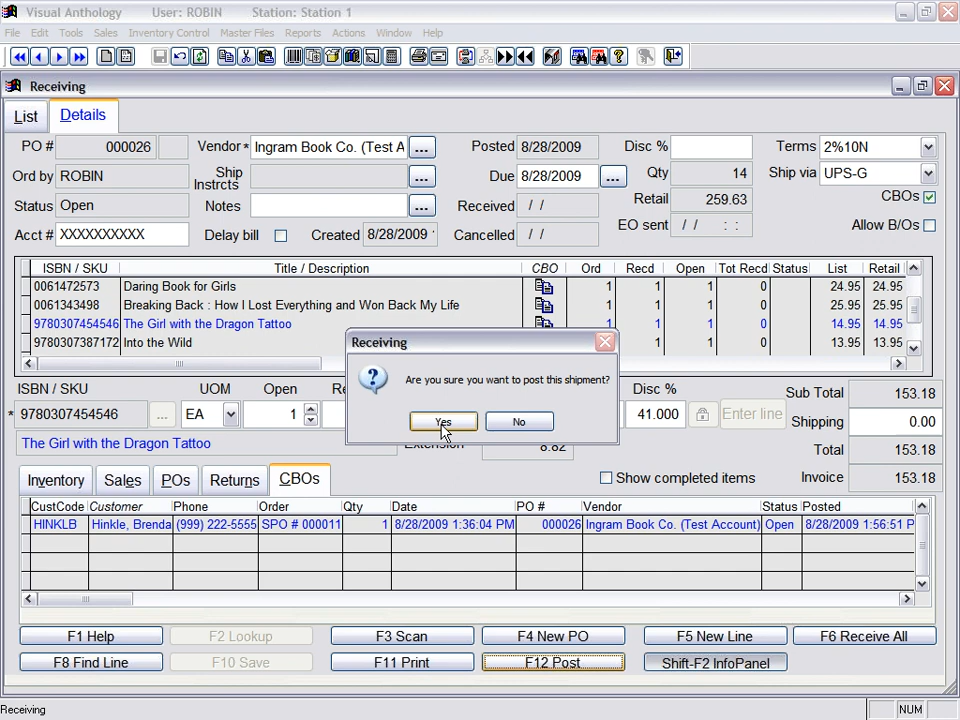 Visual Anthology User: ROBIN Station: Station 1
File Edit Tools Sales Inventory Control Master Files Reports Actions Window Help
Receiving
List Details
PO # 000026 Vendor * Ingram Book Co. (Test A ... Posted 8/28/2009 Disc % Terms 2%10N
Ord by ROBIN Ship Instrcts ... Due 8/28/2009 ... Qty 14 Ship via UPS-G
Status Open Notes ... Received / / Retail 259.63 CBOs
Acct # XXXXXXXXXX Delay bill Created 8/28/2009 Cancelled / / EO sent / / : : Allow B/Os
ISBN / SKU Title / Description CBO Ord Recd Open Tot Recd Status List Retail
0061472573 Daring Book for Girls 1 1 1 0 24.95 24.95
0061343498 Breaking Back : How I Lost Everything and Won Back My Life 1 1 1 0 25.95 25.95
9780307454546 The Girl with the Dragon Tattoo 1 1 1 0 14.95 14.95
9780307387172 Into the Wild 1 1 0 13.95 13.95
Receiving
Are you sure you want to post this shipment?
Yes No
ISBN / SKU UOM Open Disc % Sub Total 153.18
* 9780307454546 ... EA 1 41.000 Enter line Shipping 0.00
The Girl with the Dragon Tattoo Extension 8.82 Total 153.18
Inventory Sales POs Returns CBOs Show completed items Invoice 153.18
CustCode Customer Phone Order Qty Date PO # Vendor Status Posted
HINKLB Hinkle, Brenda (999) 222-5555 SPO # 000011 1 8/28/2009 1:36:04 PM 000026 Ingram Book Co. (Test Account) Open 8/28/2009 1:56:51 P
F1 Help F2 Lookup F3 Scan F4 New PO F5 New Line F6 Receive All
F8 Find Line F10 Save F11 Print F12 Post Shift-F2 InfoPanel
Receiving NUM